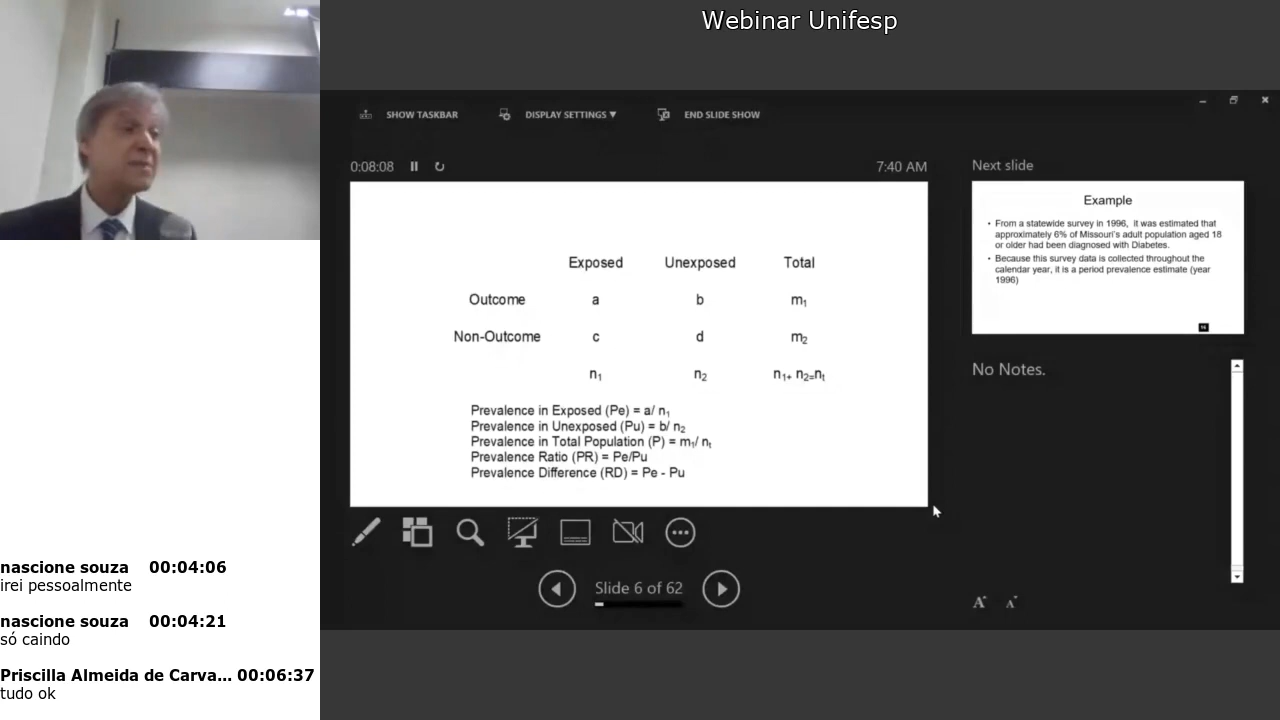 Webinar Unifesp
SHOW TASKBAR
DISPLAY SETTINGS ▼
END SLIDE SHOW
0:08:08
7:40 AM
Exposed Unexposed Total
Outcome a b m₁
Non-Outcome c d m₂
n₁ n₂ n₁₊ n₂₌nₜ
Prevalence in Exposed (Pe) = a/ n₁
Prevalence in Unexposed (Pu) = b/ n₂
Prevalence in Total Population (P) = m₁/ nₜ
Prevalence Ratio (PR) = Pe/Pu
Prevalence Difference (RD) = Pe - Pu
Slide 6 of 62
Next slide
Example
• From a statewide survey in 1996, it was estimated that
approximately 6% of Missouri's adult population aged 18
or older had been diagnosed with Diabetes.
• Because this survey data is collected throughout the
calendar year, it is a period prevalence estimate (year
1996)
No Notes.
A A
nascione souza 00:04:06
irei pessoalmente
nascione souza 00:04:21
só caindo
Priscilla Almeida de Carva... 00:06:37
tudo ok